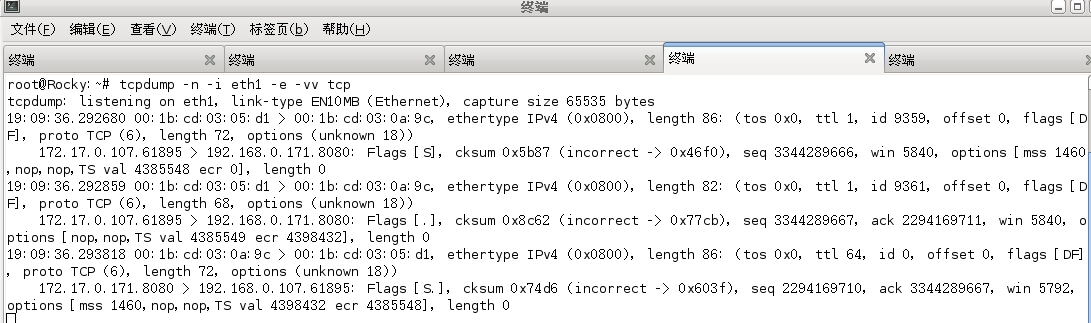 终端
文件(F) 编辑(E) 查看(V) 终端(T) 标签页(b) 帮助(H)
终端 终端 终端 终端 终端
root@Rocky:~# tcpdump -n -i eth1 -e -vv tcp
tcpdump: listening on eth1, link-type EN10MB (Ethernet), capture size 65535 bytes
19:09:36.292680 00:1b:cd:03:05:d1 > 00:1b:cd:03:0a:9c, ethertype IPv4 (0x0800), length 86: (tos 0x0, ttl 1, id 9359, offset 0, flags [D
F], proto TCP (6), length 72, options (unknown 18))
    172.17.0.107.61895 > 192.168.0.171.8080: Flags [S], cksum 0x5b87 (incorrect -> 0x46f0), seq 3344289666, win 5840, options [mss 1460
,nop,nop,TS val 4385548 ecr 0], length 0
19:09:36.292859 00:1b:cd:03:05:d1 > 00:1b:cd:03:0a:9c, ethertype IPv4 (0x0800), length 82: (tos 0x0, ttl 1, id 9361, offset 0, flags [D
F], proto TCP (6), length 68, options (unknown 18))
    172.17.0.107.61895 > 192.168.0.171.8080: Flags [.], cksum 0x8c62 (incorrect -> 0x77cb), seq 3344289667, ack 2294169711, win 5840, o
ptions [nop,nop,TS val 4385549 ecr 4398432], length 0
19:09:36.293818 00:1b:cd:03:0a:9c > 00:1b:cd:03:05:d1, ethertype IPv4 (0x0800), length 86: (tos 0x0, ttl 64, id 0, offset 0, flags [DF]
, proto TCP (6), length 72, options (unknown 18))
    172.17.0.171.8080 > 192.168.0.107.61895: Flags [S.], cksum 0x74d6 (incorrect -> 0x603f), seq 2294169710, ack 3344289667, win 5792,
options [mss 1460,nop,nop,TS val 4398432 ecr 4385548], length 0